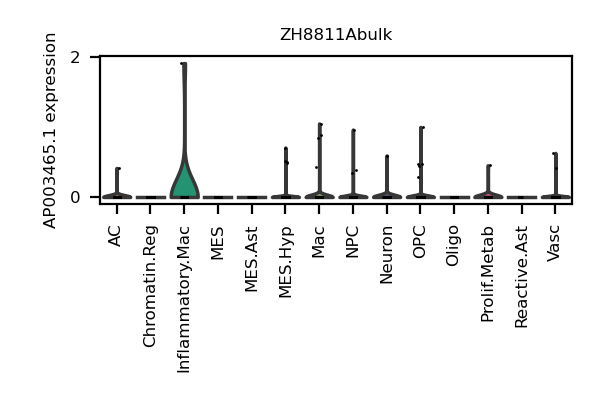 ZH8811Abulk
AP003465.1 expression
2
0
AC
Chromatin.Reg
Inflammatory.Mac
MES
MES.Ast
MES.Hyp
Mac
NPC
Neuron
OPC
Oligo
Prolif.Metab
Reactive.Ast
Vasc